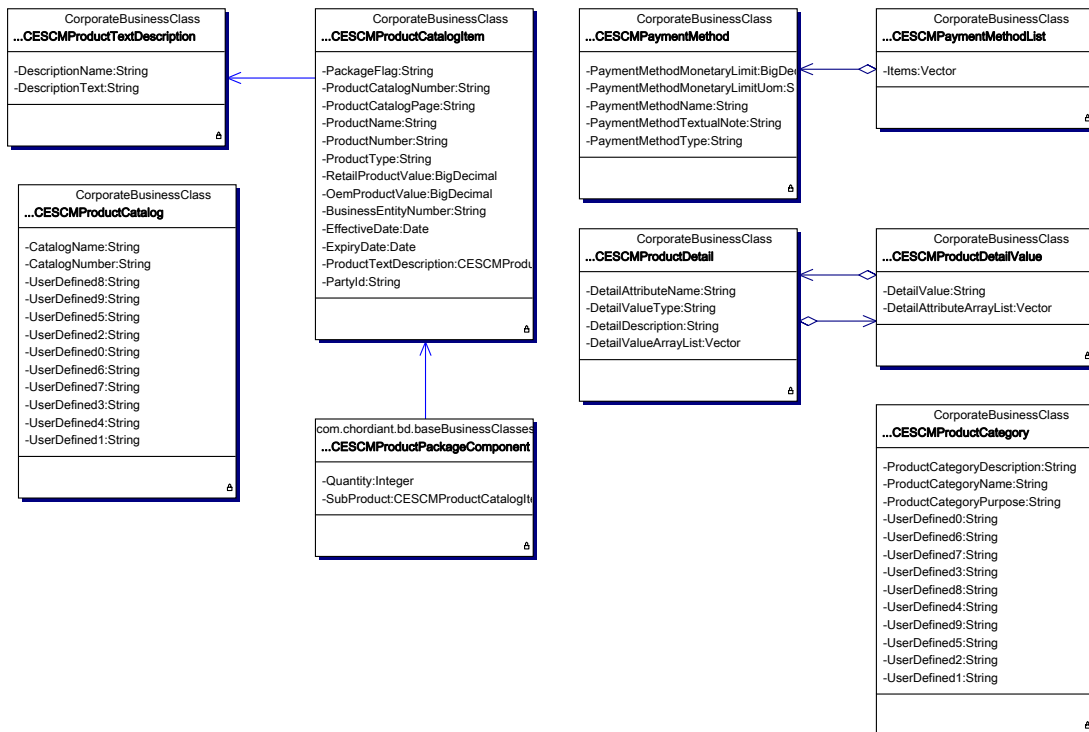 CorporateBusinessClass
...CESCMProductTextDescription
-DescriptionName:String
-DescriptionText:String
CorporateBusinessClass
...CESCMProductCatalogItem
-PackageFlag:String
-ProductCatalogNumber:String
-ProductCatalogPage:String
-ProductName:String
-ProductNumber:String
-ProductType:String
-RetailProductValue:BigDecimal
-OemProductValue:BigDecimal
-BusinessEntityNumber:String
-EffectiveDate:Date
-ExpiryDate:Date
-ProductTextDescription:CESCMProdu
-PartyId:String
CorporateBusinessClass
...CESCMPaymentMethod
-PaymentMethodMonetaryLimit:BigDec
-PaymentMethodMonetaryLimitUom:S
-PaymentMethodName:String
-PaymentMethodTextualNote:String
-PaymentMethodType:String
CorporateBusinessClass
...CESCMPaymentMethodList
-Items:Vector
CorporateBusinessClass
...CESCMProductCatalog
-CatalogName:String
-CatalogNumber:String
-UserDefined8:String
-UserDefined9:String
-UserDefined5:String
-UserDefined2:String
-UserDefined0:String
-UserDefined6:String
-UserDefined7:String
-UserDefined3:String
-UserDefined4:String
-UserDefined1:String
CorporateBusinessClass
...CESCMProductDetail
-DetailAttributeName:String
-DetailValueType:String
-DetailDescription:String
-DetailValueArrayList:Vector
CorporateBusinessClass
...CESCMProductDetailValue
-DetailValue:String
-DetailAttributeArrayList:Vector
com.chordiant.bd.baseBusinessClasses
...CESCMProductPackageComponent
-Quantity:Integer
-SubProduct:CESCMProductCatalogIte
CorporateBusinessClass
...CESCMProductCategory
-ProductCategoryDescription:String
-ProductCategoryName:String
-ProductCategoryPurpose:String
-UserDefined0:String
-UserDefined6:String
-UserDefined7:String
-UserDefined3:String
-UserDefined8:String
-UserDefined4:String
-UserDefined9:String
-UserDefined5:String
-UserDefined2:String
-UserDefined1:String